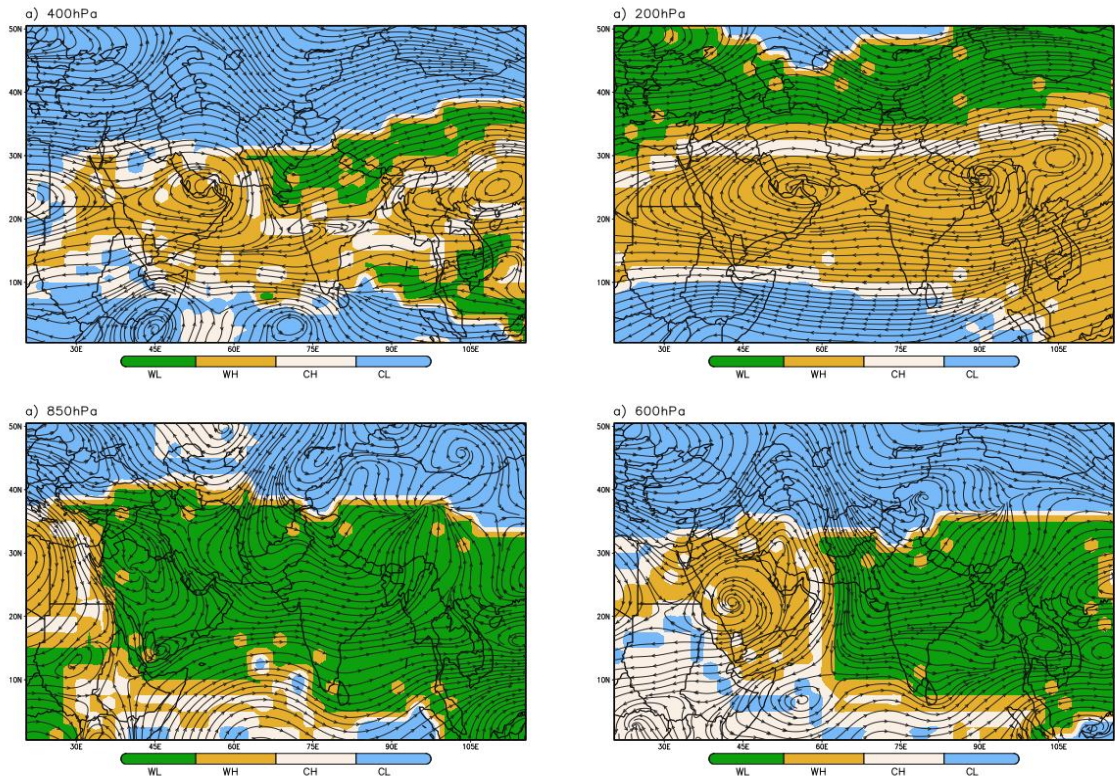 a) 400hPa
50N
40N
30N
20N
10N
30E 45E 60E 75E 90E 105E
WL WH CH CL
a) 200hPa
50N
40N
30N
20N
10N
30E 45E 60E 75E 90E 105E
WL WH CH CL
a) 850hPa
50N
40N
30N
20N
10N
30E 45E 60E 75E 90E 105E
WL WH CH CL
a) 600hPa
50N
40N
30N
20N
10N
30E 45E 60E 75E 90E 105E
WL WH CH CL